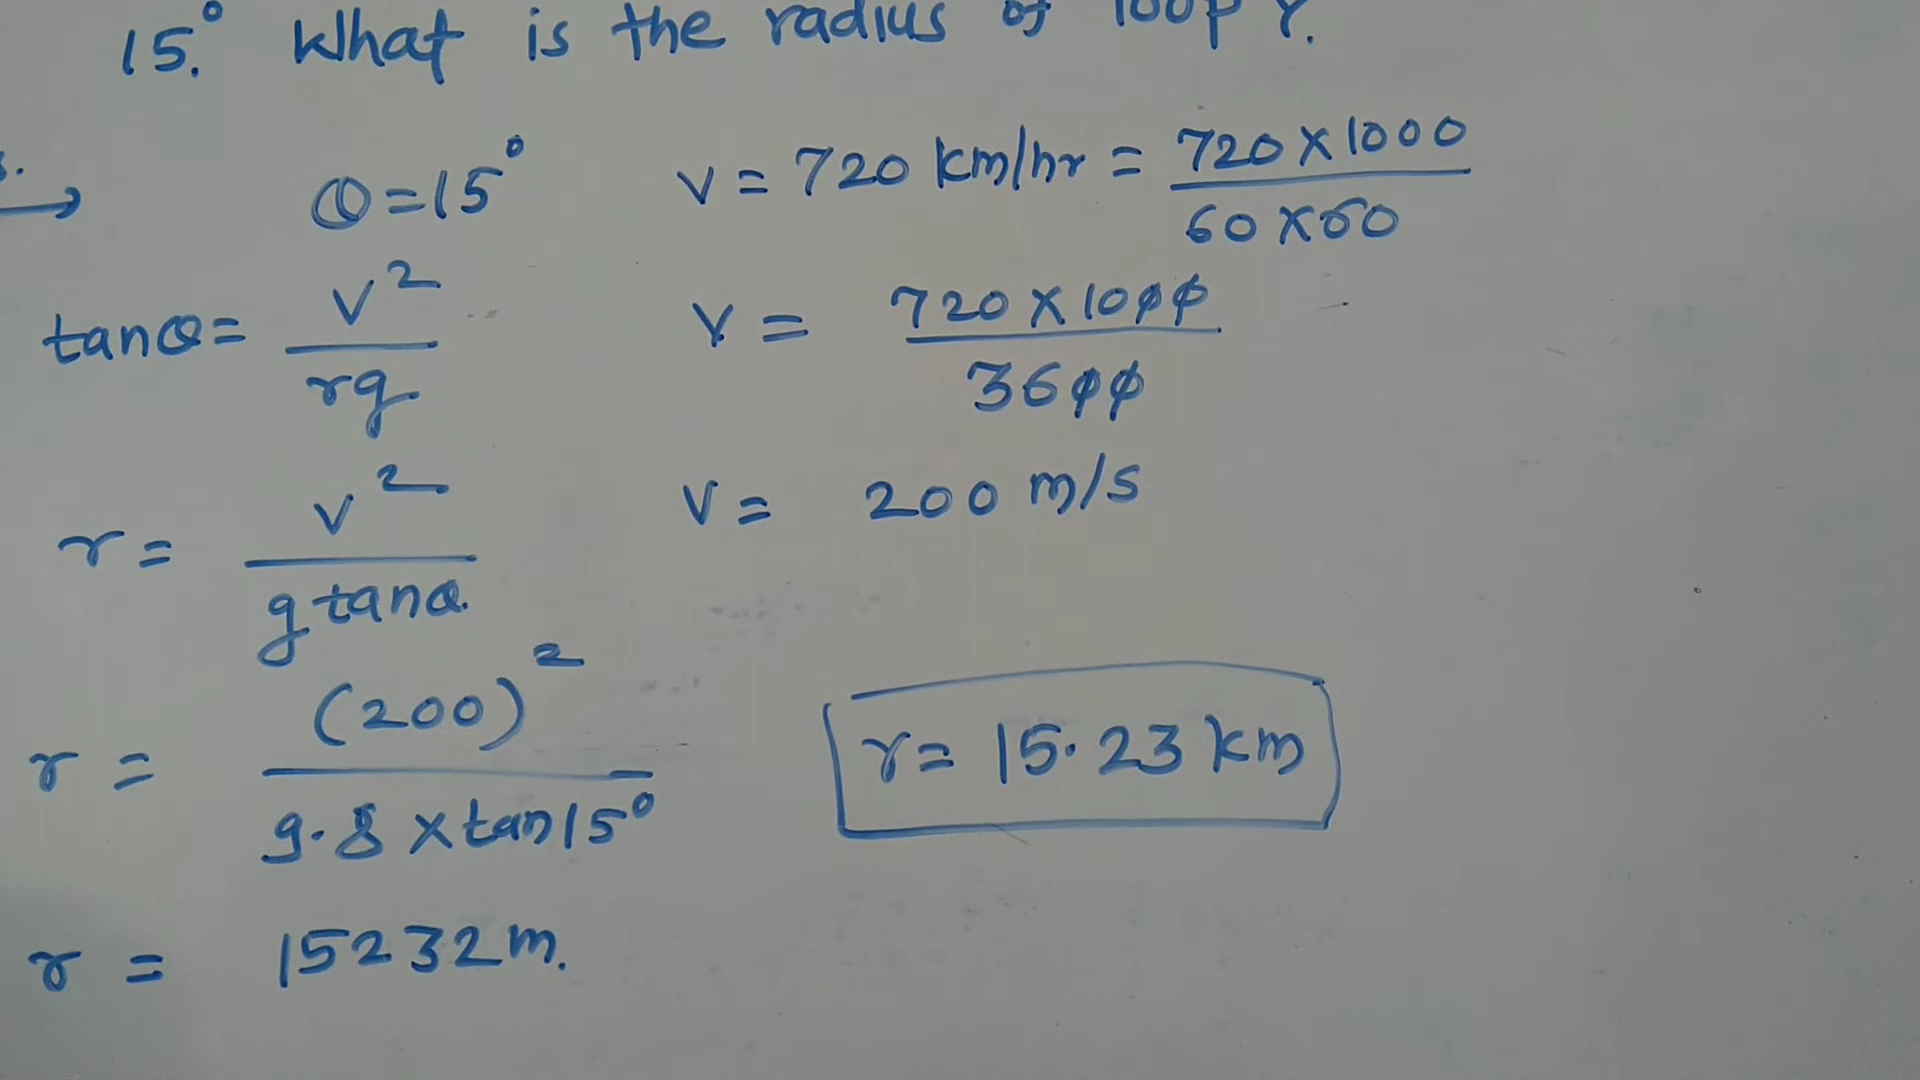 15.° What is the radius of loop?
s.
→ θ=15° v = 720 km/hr = 720×1000 / 60×60
tanθ= v² / rg v = 720×1000 / 3600
r= v² / g tanθ. v = 200 m/s
r = (200)² / 9.8×tan15° r= 15.23 km
r = 15232m.